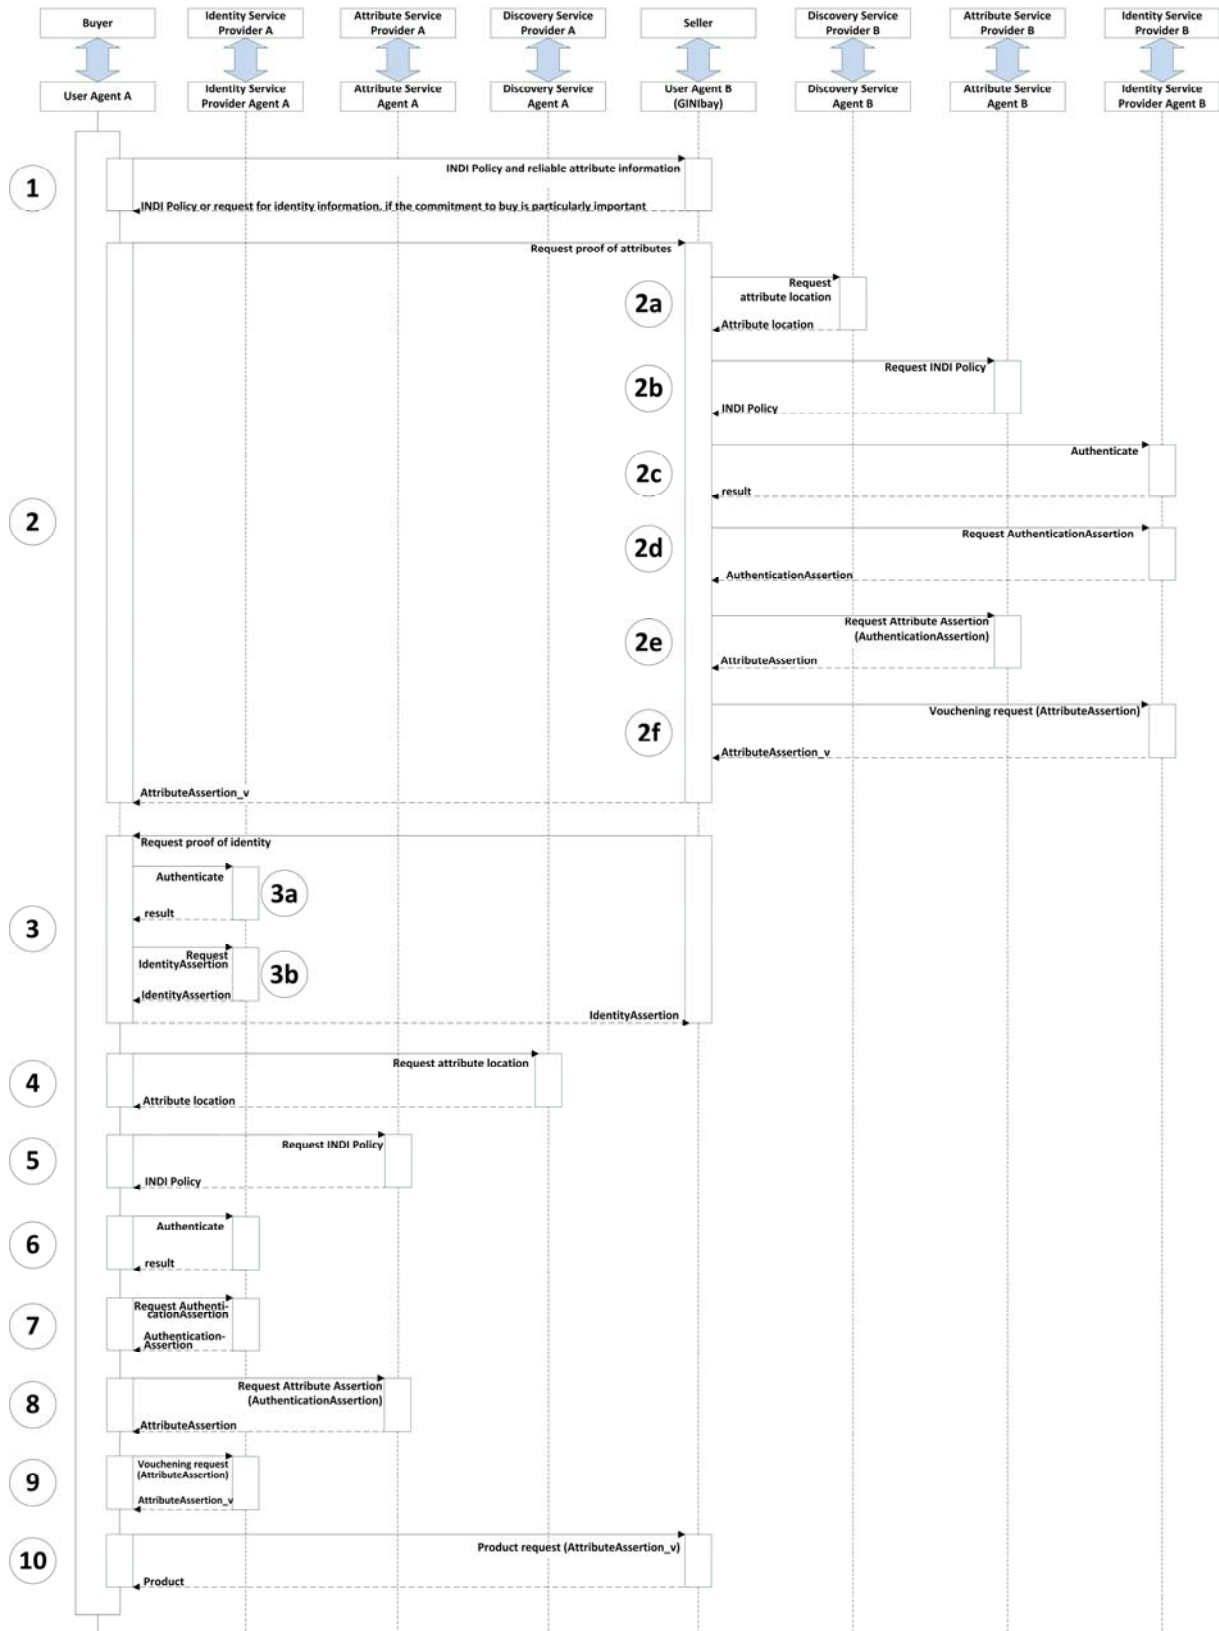 Buyer
Identity Service
Provider A
Attribute Service
Provider A
Discovery Service
Provider A
Seller
Discovery Service
Provider B
Attribute Service
Provider B
Identity Service
Provider B
User Agent A
Identity Service
Provider Agent A
Attribute Service
Agent A
Discovery Service
Agent A
User Agent B
(GINIbay)
Discovery Service
Agent B
Attribute Service
Agent B
Identity Service
Provider Agent B
1
INDI Policy and reliable attribute information
INDI Policy or request for identity information, if the commitment to buy is particularly important
2
Request proof of attributes
2a
Request
attribute location
Attribute location
2b
Request INDI Policy
INDI Policy
2c
Authenticate
result
2d
Request AuthenticationAssertion
AuthenticationAssertion
2e
Request Attribute Assertion
(AuthenticationAssertion)
AttributeAssertion
2f
Vouchening request (AttributeAssertion)
AttributeAssertion_v
AttributeAssertion_v
3
Request proof of identity
Authenticate
3a
result
Request
IdentityAssertion
3b
IdentityAssertion
IdentityAssertion
4
Request attribute location
Attribute location
5
Request INDI Policy
INDI Policy
6
Authenticate
result
7
Request Authenti-
cationAssertion
Authentication-
Assertion
8
Request Attribute Assertion
(AuthenticationAssertion)
AttributeAssertion
9
Vouchening request
(AttributeAssertion)
AttributeAssertion_v
10
Product request (AttributeAssertion_v)
Product